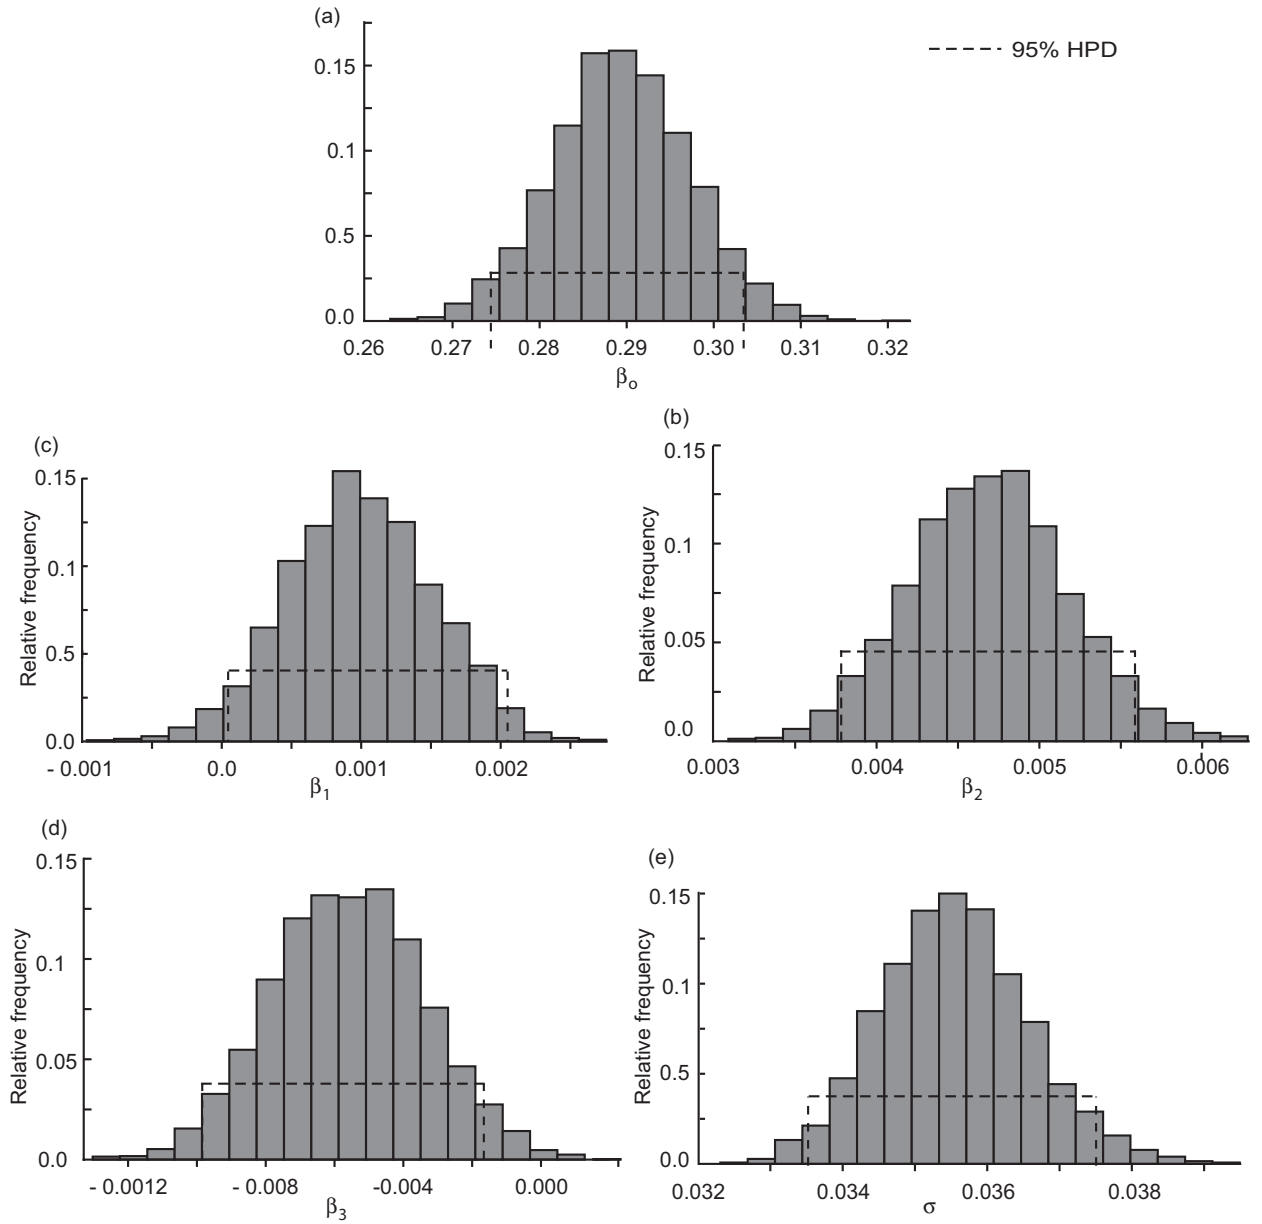 (a)
95% HPD
0.15
0.1
0.5
0.0
0.26 0.27 0.28 0.29 0.30 0.31 0.32
βo
(b)
0.15
0.1
0.05
0.0
Relative frequency
0.003 0.004 0.005 0.006
β2
(c)
0.15
0.1
0.5
0.0
Relative frequency
- 0.001 0.0 0.001 0.002
β1
(d)
0.15
0.1
0.05
0.0
Relative frequency
- 0.0012 - 0.008 -0.004 0.000
β3
(e)
0.15
0.1
0.5
0.0
Relative frequency
0.032 0.034 0.036 0.038
σ